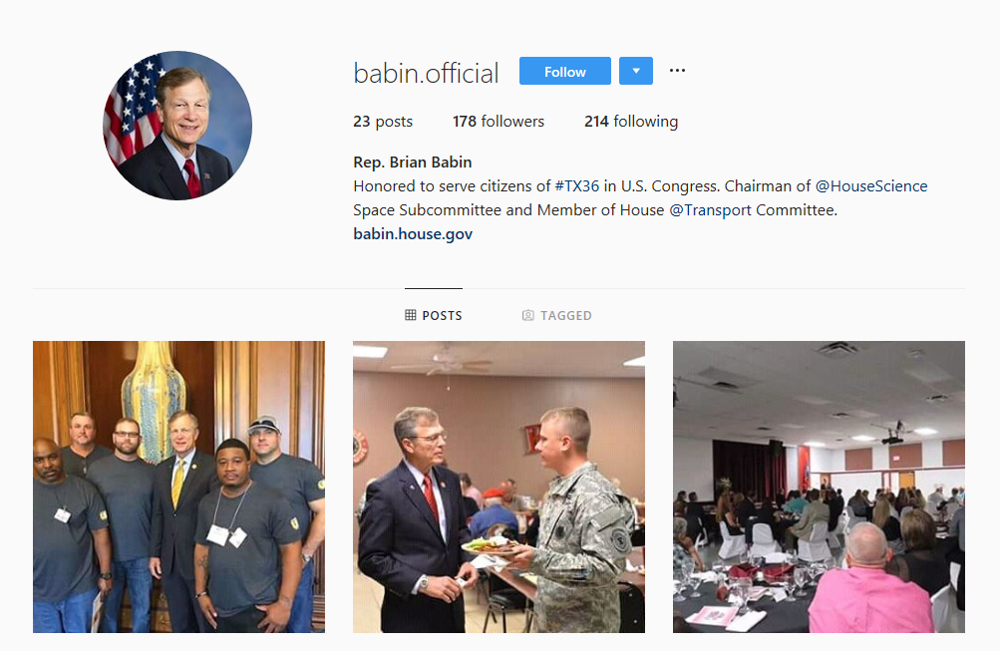 babin.official Follow
23 posts 178 followers 214 following
Rep. Brian Babin
Honored to serve citizens of #TX36 in U.S. Congress. Chairman of @HouseScience
Space Subcommittee and Member of House @Transport Committee.
babin.house.gov
POSTS TAGGED